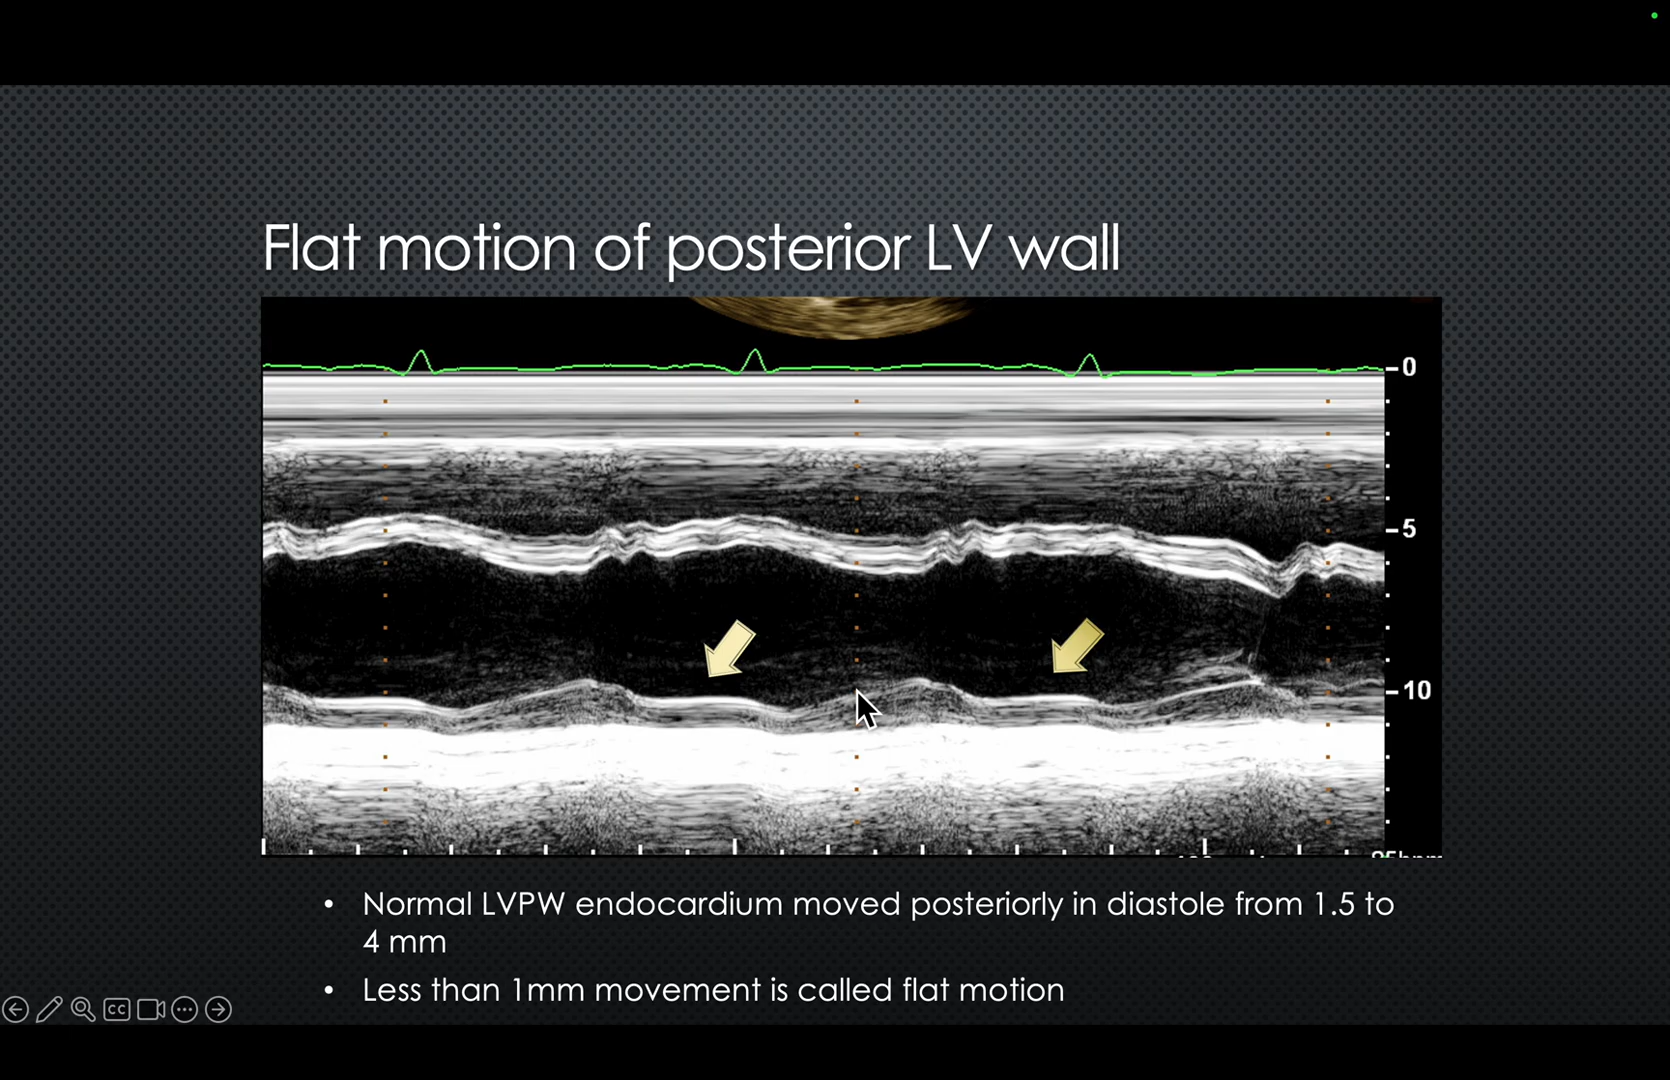 Flat motion of posterior LV wall
0
5
10
• Normal LVPW endocardium moved posteriorly in diastole from 1.5 to
4 mm
• Less than 1mm movement is called flat motion
CC